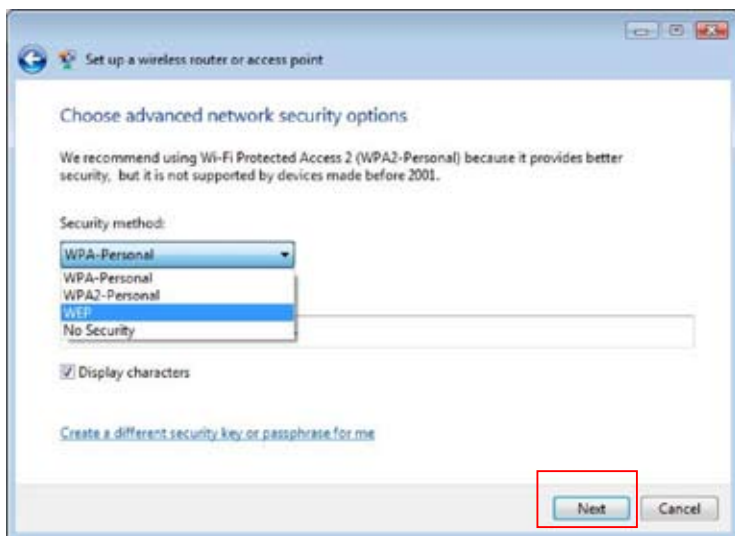 Set up a wireless router or access point
Choose advanced network security options
We recommend using Wi-Fi Protected Access 2 (WPA2-Personal) because it provides better
security, but it is not supported by devices made before 2001.
Security method:
WPA-Personal
WPA-Personal
WPA2-Personal
WEP
No Security
Display characters
Create a different security key or passphrase for me
Next
Cancel